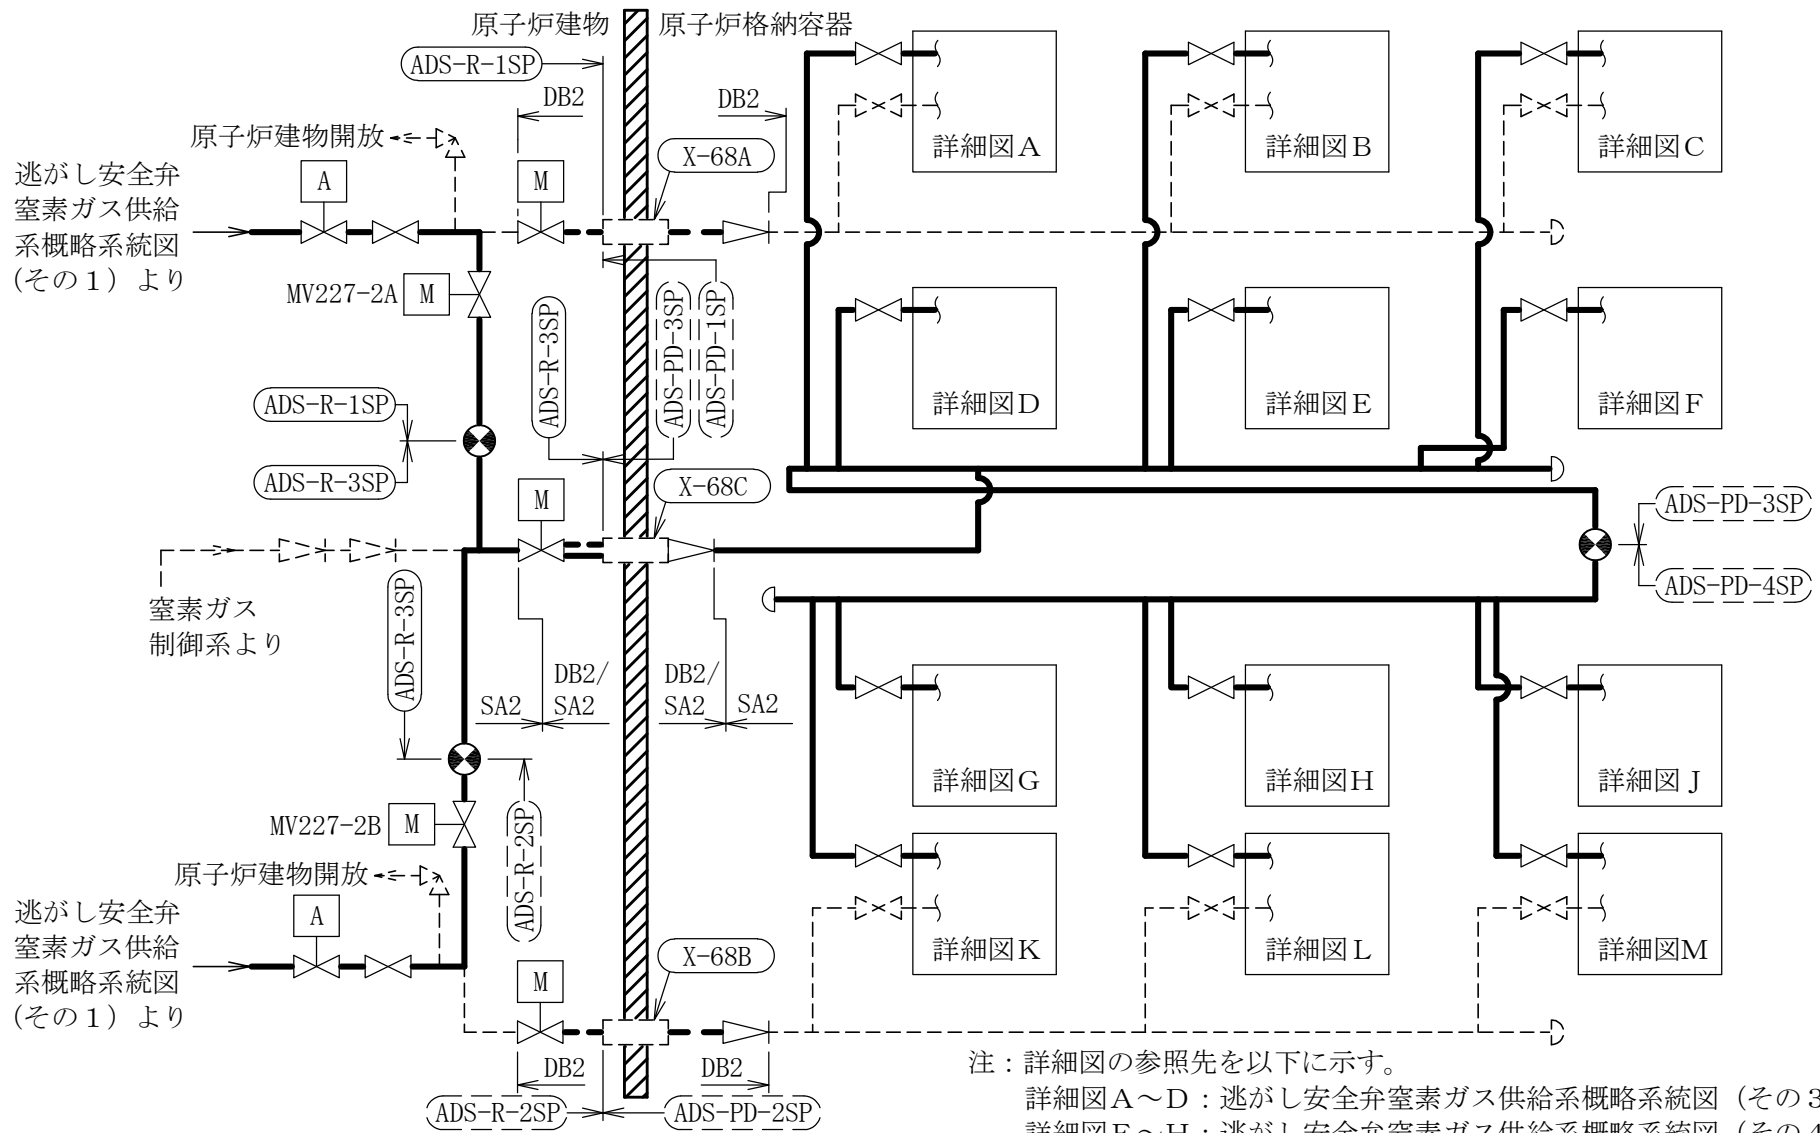 原子炉建物
原子炉格納容器
ADS-R-1SP
DB2
DB2
原子炉建物開放
X-68A
逃がし安全弁
窒素ガス供給
系概略系統図
(その１) より
A
M
詳細図A
詳細図B
詳細図C
MV227-2A
M
ADS-R-3SP
ADS-PD-3SP
ADS-PD-1SP
詳細図D
詳細図E
詳細図F
ADS-R-1SP
ADS-R-3SP
M
X-68C
ADS-PD-3SP
ADS-PD-4SP
窒素ガス
制御系より
ADS-R-3SP
SA2
DB2/
SA2
DB2/
SA2
SA2
詳細図G
詳細図H
詳細図J
MV227-2B
M
ADS-R-2SP
原子炉建物開放
逃がし安全弁
窒素ガス供給
系概略系統図
(その１) より
A
M
X-68B
詳細図K
詳細図L
詳細図M
DB2
DB2
ADS-R-2SP
ADS-PD-2SP
注：詳細図の参照先を以下に示す。
詳細図A～D：逃がし安全弁窒素ガス供給系概略系統図（その３